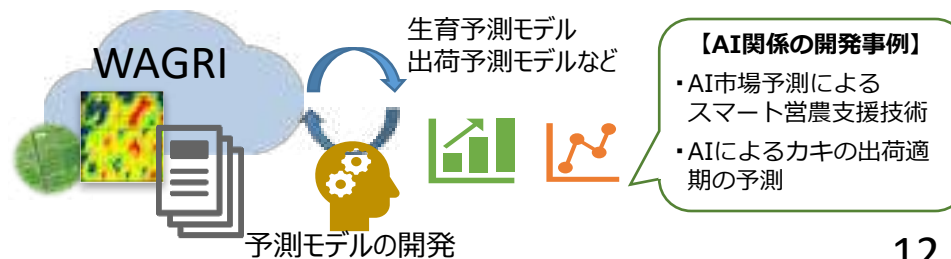 WAGRI
生育予測モデル
出荷予測モデルなど
予測モデルの開発
【AI関係の開発事例】
・AI市場予測による
スマート営農支援技術
・AIによるカキの出荷適
期の予測
12